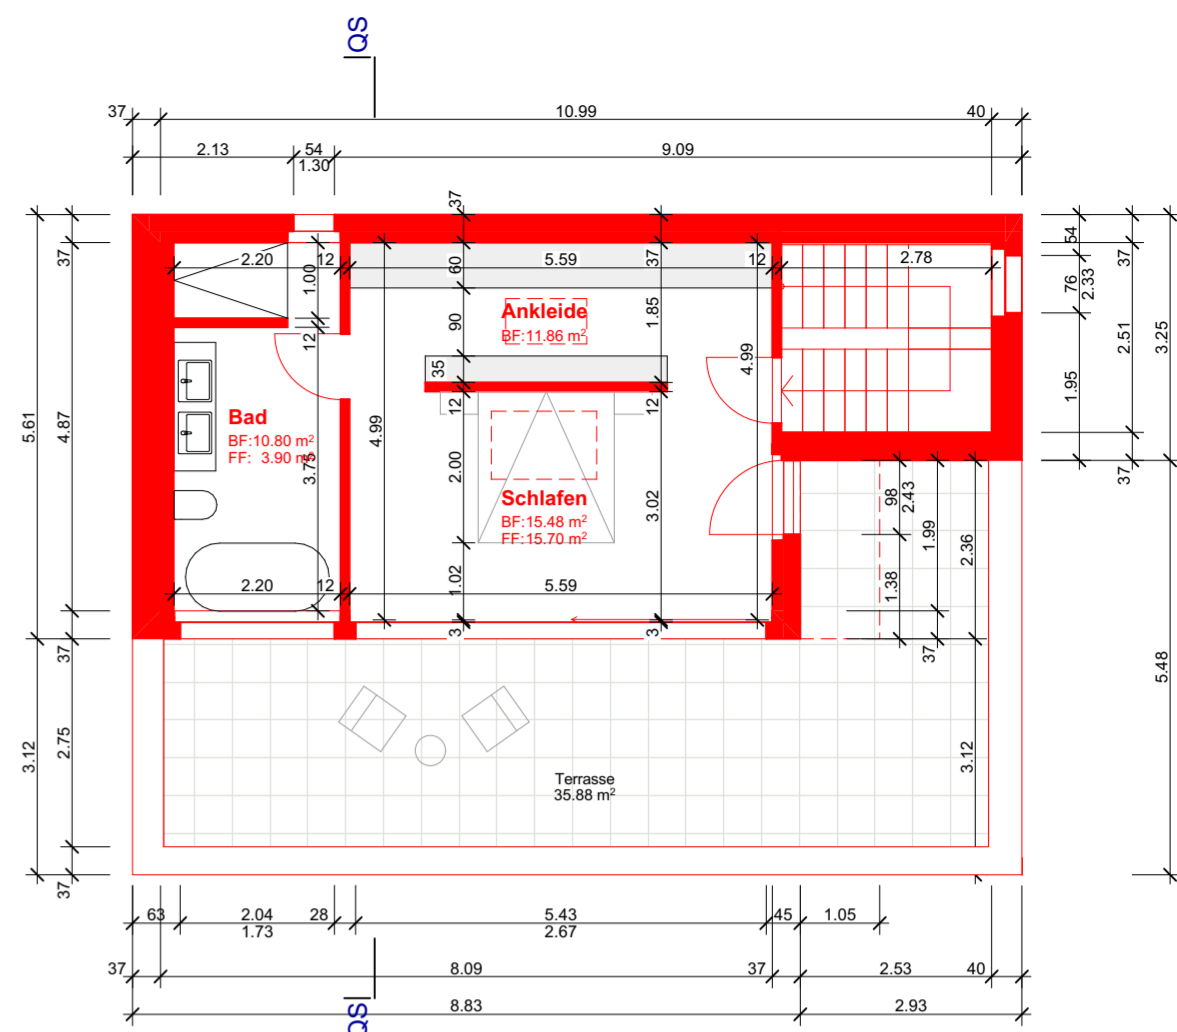 QS
37 10.99 40
2.13 54 9.09
1.30
37
37 54 37
2.20 12 60 5.59 37 12 2.78
1.00 76 2.33
Ankleide
BF:11.86 m²
90 1.85
12 35 4.99 2.51 3.25
5.61 4.87 12 12 1.95
Bad
BF:10.80 m²
FF: 3.90 m²
3.75 4.99 2.00
Schlafen
BF:15.48 m²
FF:15.70 m²
3.02 98 2.43 37
1.99 2.36
2.20 12 1.02 5.59 1.38
3 3
37 37
5.48
3.12 2.75 3.12
Terrasse
35.88 m²
37
63 2.04 28 5.43 45 1.05
1.73 2.67
37 8.09 37 2.53 40
8.83 2.93
QS